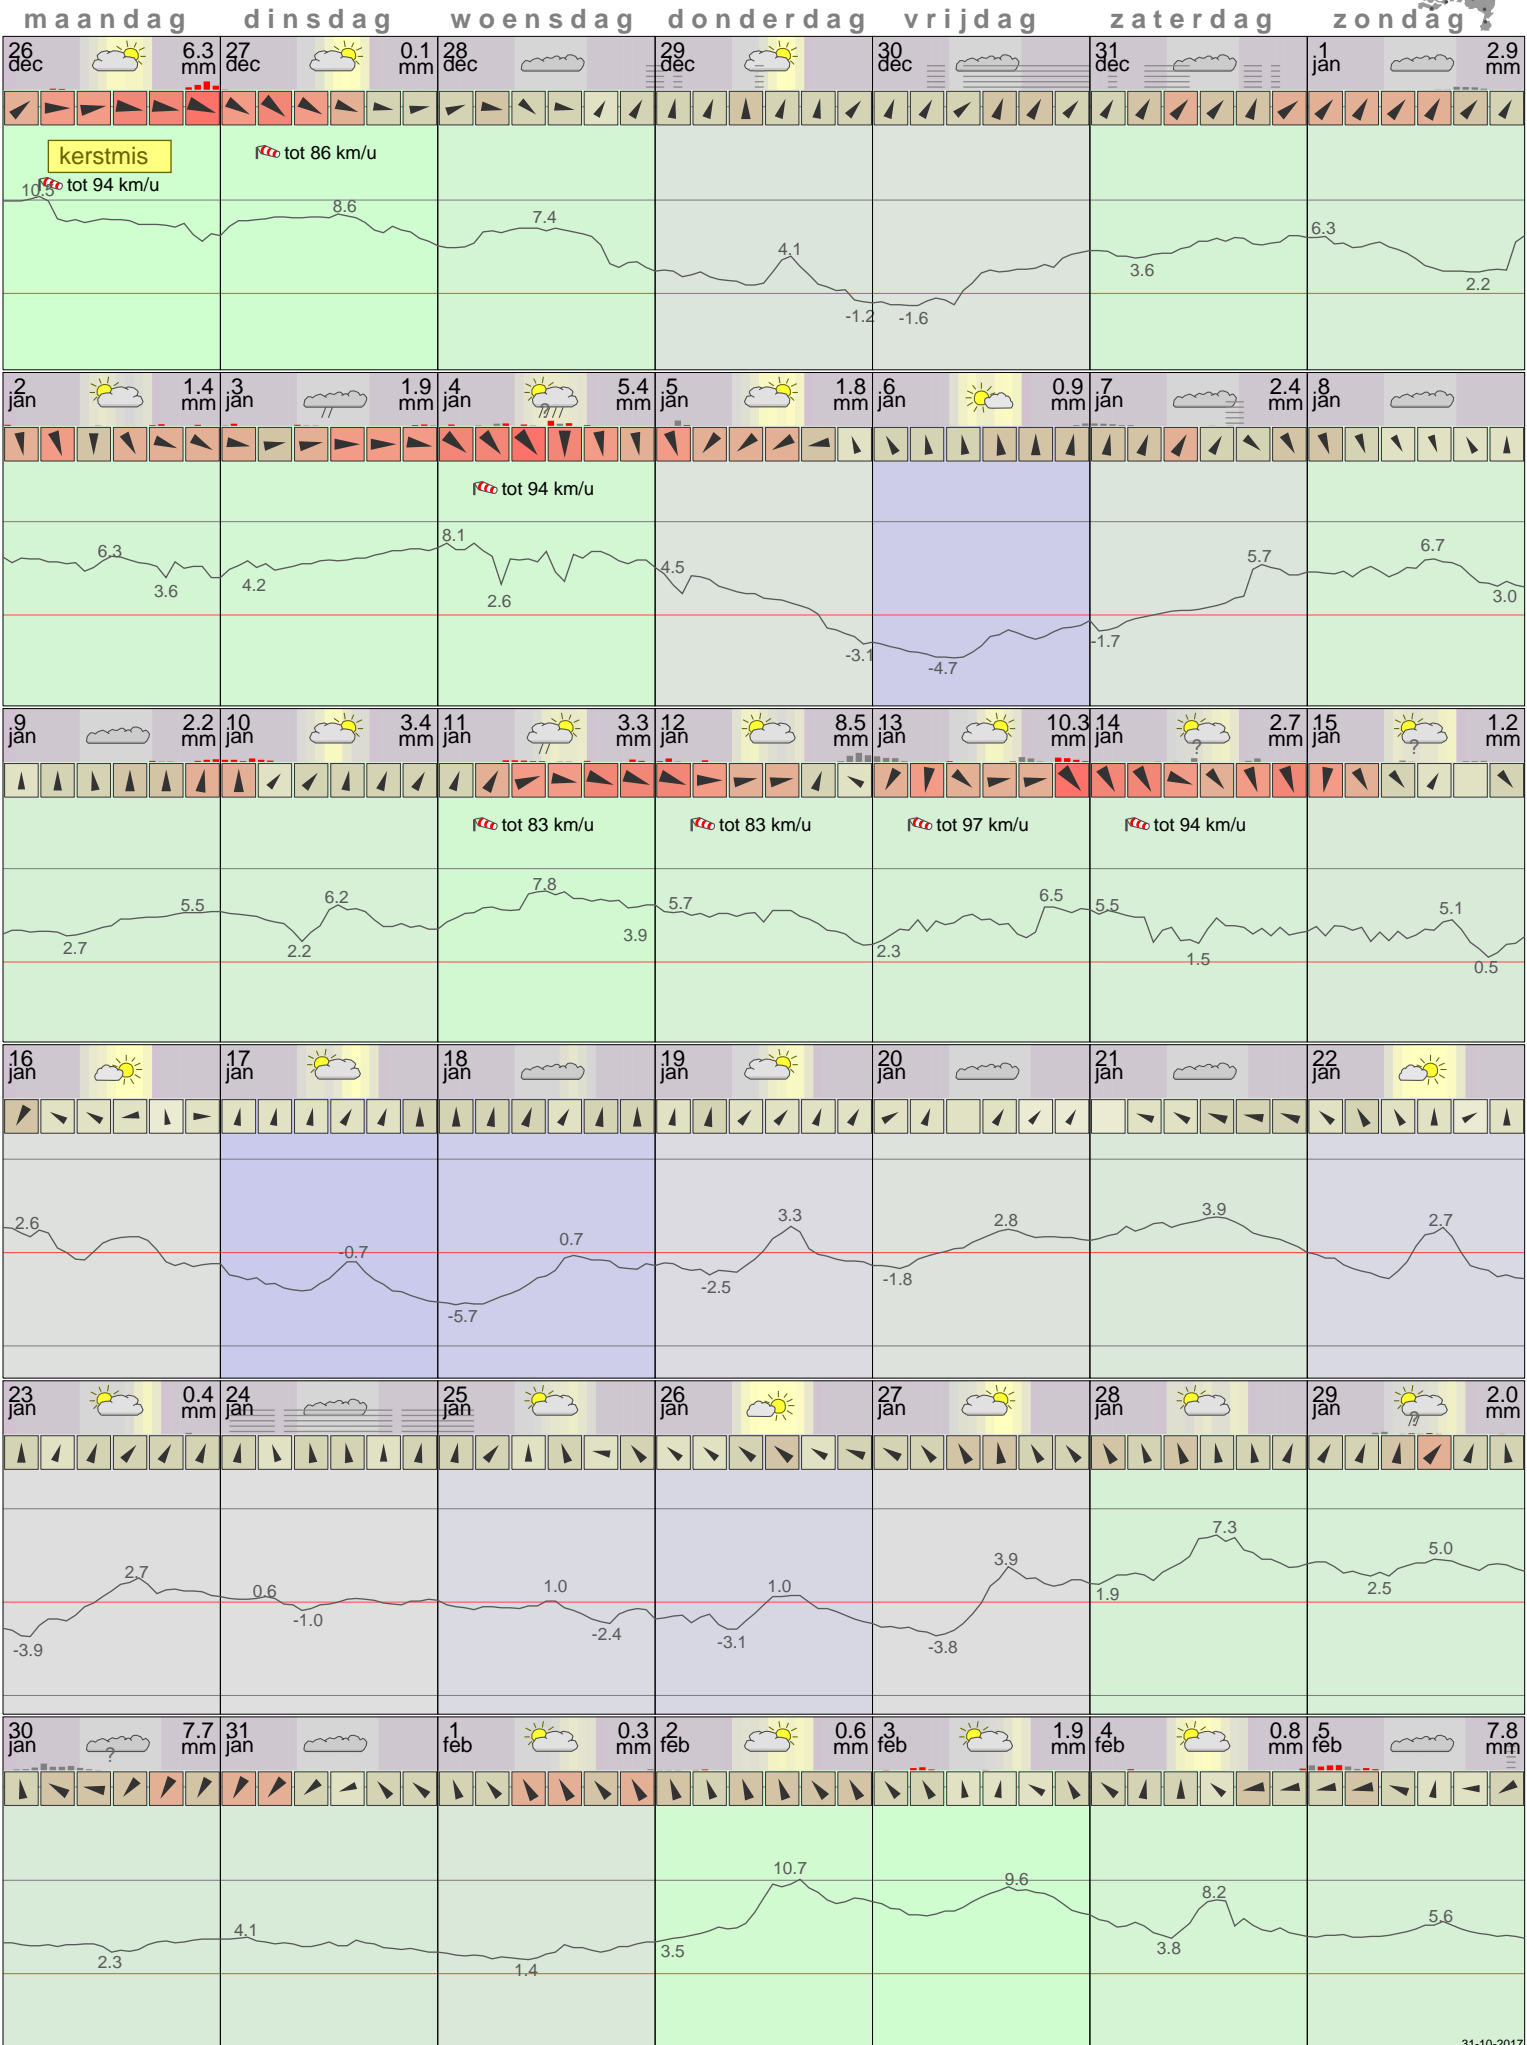 maandag dinsdag woensdag donderdag vrijdag zaterdag zondag
26 dec 6.3 mm 27 dec 0.1 mm 28 dec 29 dec 30 dec 31 dec 1 jan 2.9 mm
kerstmis
tot 94 km/u tot 86 km/u
10.5 8.6 7.4 4.1 -1.2 -1.6 3.6 6.3 2.2
2 jan 1.4 mm 3 jan 1.9 mm 4 jan 5.4 mm 5 jan 1.8 mm 6 jan 0.9 mm 7 jan 2.4 mm 8 jan
?
tot 94 km/u
6.3 3.6 4.2 8.1 2.6 4.5 -3.1 -4.7 -1.7 5.7 6.7 3.0
9 jan 2.2 mm 10 jan 3.4 mm 11 jan 3.3 mm 12 jan 8.5 mm 13 jan 10.3 mm 14 jan 2.7 mm 15 jan 1.2 mm
? ?
tot 83 km/u tot 83 km/u tot 97 km/u tot 94 km/u
2.7 5.5 2.2 6.2 7.8 3.9 5.7 2.3 6.5 5.5 1.5 5.1 0.5
16 jan 17 jan 18 jan 19 jan 20 jan 21 jan 22 jan
2.6 -0.7 -5.7 0.7 -2.5 3.3 -1.8 2.8 3.9 2.7
23 jan 0.4 mm 24 jan 25 jan 26 jan 27 jan 28 jan 29 jan 2.0 mm
?
-3.9 2.7 0.6 -1.0 1.0 -2.4 -3.1 1.0 -3.8 3.9 1.9 7.3 2.5 5.0
30 jan 7.7 mm 31 jan 1 feb 0.3 mm 2 feb 0.6 mm 3 feb 1.9 mm 4 feb 0.8 mm 5 feb 7.8 mm
?
2.3 4.1 1.4 3.5 10.7 9.6 3.8 8.2 5.6
31-10-2017